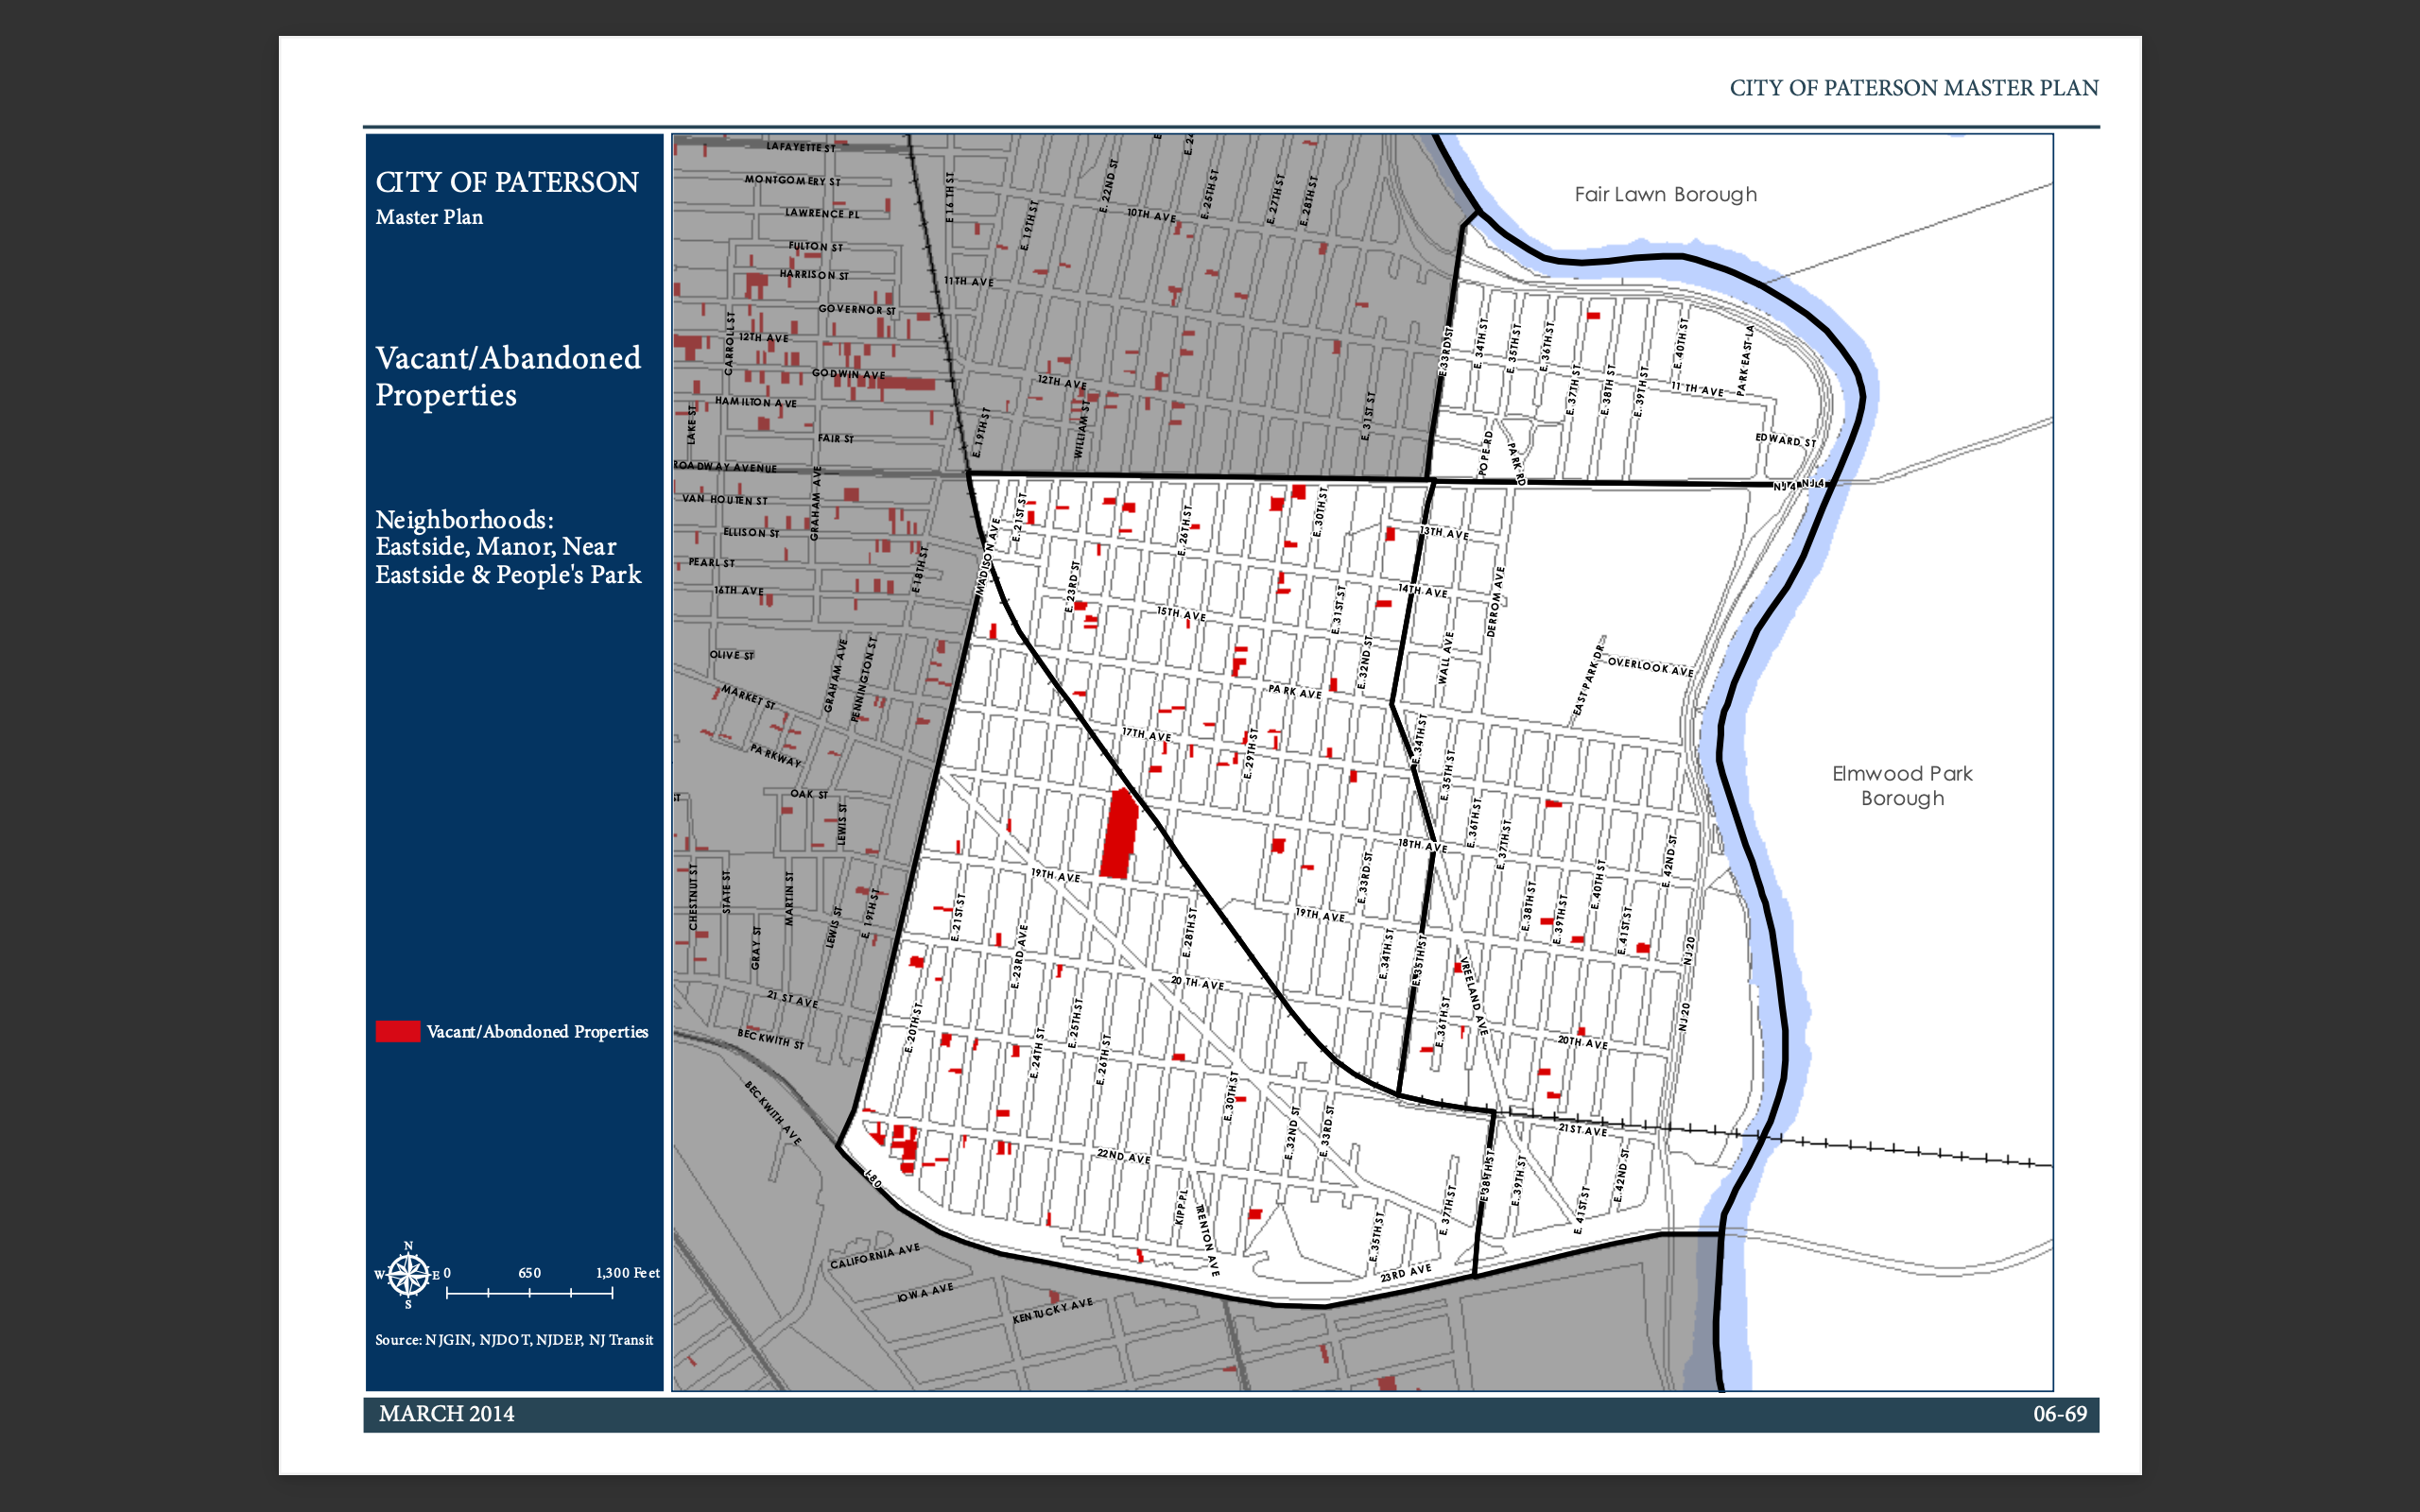 CITY OF PATERSON MASTER PLAN
CITY OF PATERSON
Master Plan
Vacant/Abandoned
Properties
Neighborhoods:
Eastside, Manor, Near
Eastside & People's Park
Vacant/Abondoned Properties
N
W E
S
0 650 1,300 Feet
Source: NJGIN, NJDOT, NJDEP, NJ Transit
Fair Lawn Borough
Elmwood Park
Borough
LAFAYETTE ST
MONTGOMERY ST
LAWRENCE PL
FULTON ST
HARRISON ST
GOVERNOR ST
CARROLL ST
12TH AVE
GODWIN AVE
HAMILTON AVE
LAKE ST
FAIR ST
ROADWAY AVENUE
VAN HOUTEN ST
GRAHAM AVE
ELLISON ST
PEARL ST
16TH AVE
E 18TH ST
OLIVE ST
MARKET ST
GRAHAM AVE
PENNINGTON ST
PARKWAY
OAK ST
LEWIS ST
CHESTNUT ST
STATE ST
MARTIN ST
GRAY ST
LEWIS ST
E. 19TH ST
21 ST AVE
BECKWITH ST
BECKWITH AVE
E 16TH ST
E. 19TH ST
E. 22ND ST
10TH AVE
E. 25TH ST
E. 27TH ST
E. 28TH ST
11TH AVE
12TH AVE
E. 19TH ST
WILLIAM ST
E. 31ST ST
E.33RD ST
E. 34TH ST
E. 35TH ST
E. 36TH ST
E. 37TH ST
E. 38TH ST
E. 39TH ST
E. 40TH ST
PARK EAST LA
11 TH AVE
EDWARD ST
POPE RD
PARK RD
NJ 4
NJ 4
MADISON AVE
E. 21ST ST
E. 26TH ST
E. 30TH ST
13TH AVE
14TH AVE
E. 23RD ST
15TH AVE
E. 31ST ST
E. 32ND ST
WALL AVE
DERROM AVE
PARK AVE
EAST PARK DR.
OVERLOOK AVE
17TH AVE
E. 29TH ST
E. 34TH ST
E. 35TH ST
E. 36TH ST
E. 37TH ST
18TH AVE
19TH AVE
E. 33RD ST
19TH AVE
E. 38TH ST
E. 39TH ST
E. 40TH ST
E. 41ST ST
E. 42ND ST
E. 21ST ST
E. 23RD AVE
E. 28TH ST
E. 34TH ST
E. 35TH ST
VREELAND AVE
NJ 20
NJ 20
20 TH AVE
E. 20TH ST
E. 24TH ST
E. 25TH ST
E. 26TH ST
E. 36TH ST
20TH AVE
E. 30TH ST
E. 32ND ST
E. 33RD ST
21ST AVE
22ND AVE
I-80
KIPP PL
TRENTON AVE
E. 35TH ST
E. 37TH ST
E. 38TH ST
E. 39TH ST
E. 41ST ST
E. 42ND ST
23RD AVE
CALIFORNIA AVE
IOWA AVE
KENTUCKY AVE
MARCH 2014
06-69